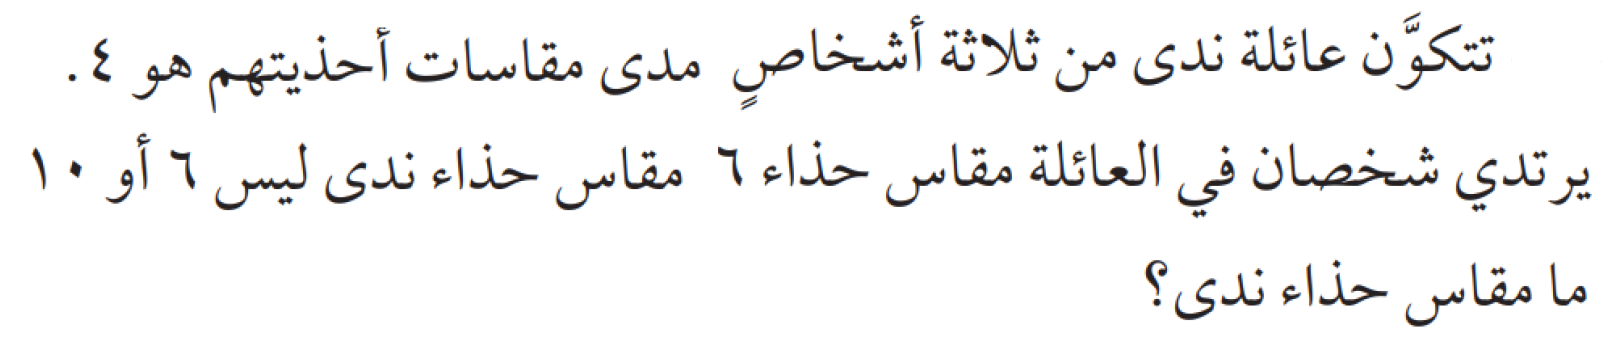 تتكوَّن عائلة ندى من ثلاثة أشخاصٍ مدى مقاسات أحذيتهم هو ٤.
يرتدي شخصان في العائلة مقاس حذاء ٦ مقاس حذاء ندى ليس ٦ أو ١٠
ما مقاس حذاء ندى؟